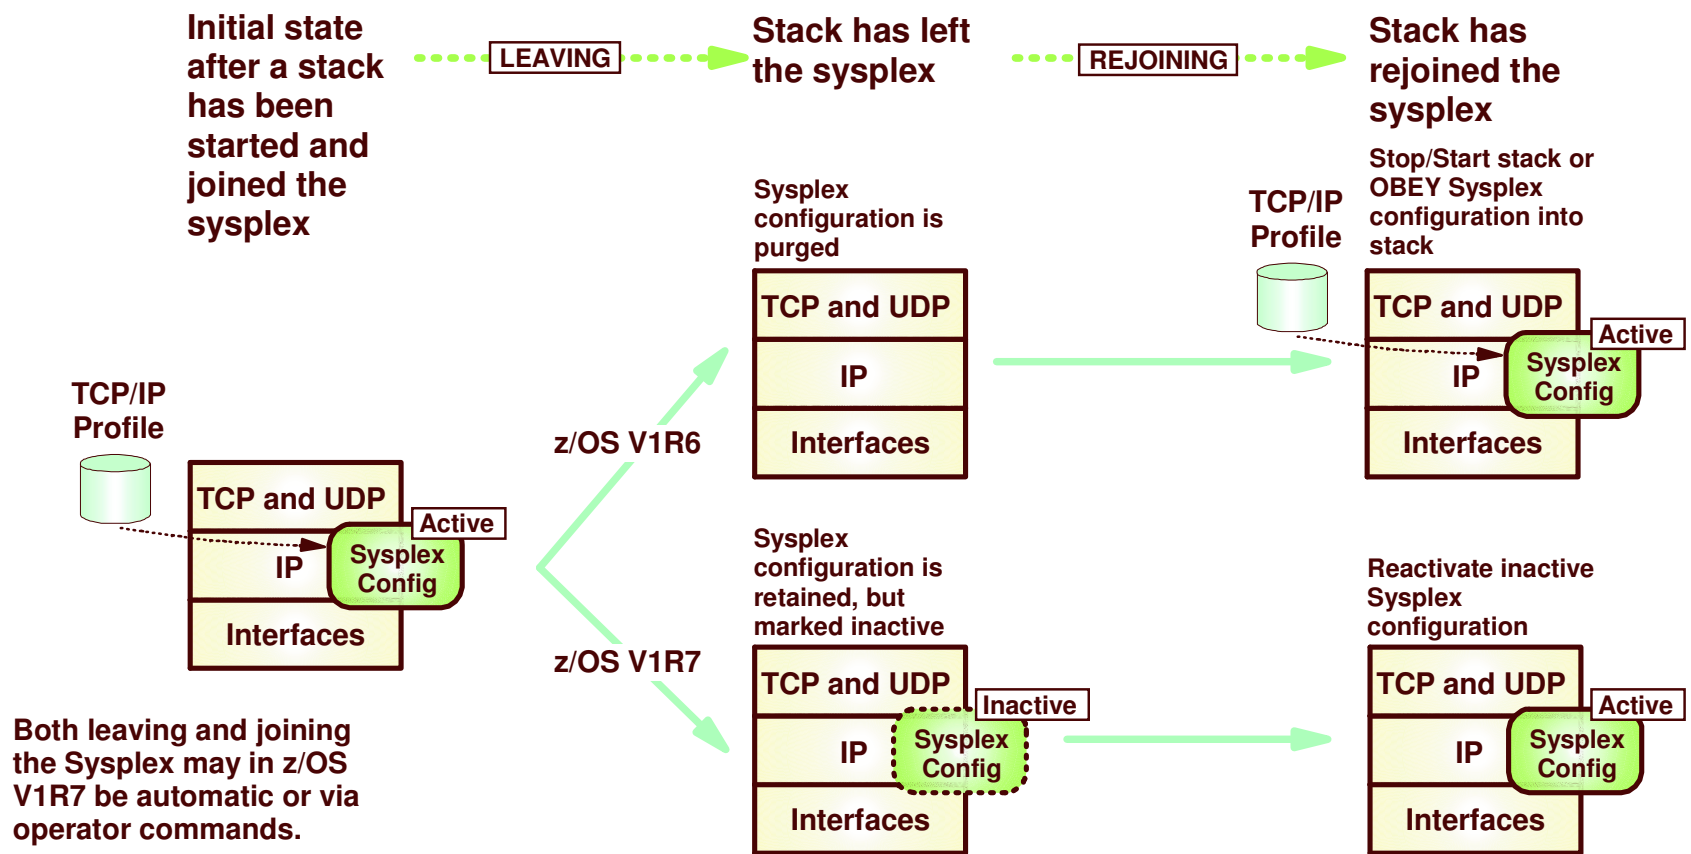 Initial state
after a stack
has been
started and
joined the
sysplex
LEAVING
Stack has left
the sysplex
REJOINING
Stack has
rejoined the
sysplex
Sysplex
configuration is
purged
TCP/IP
Profile
Stop/Start stack or
OBEY Sysplex
configuration into
stack
TCP and UDP
IP
Interfaces
TCP and UDP
Active
IP
Sysplex
Config
Interfaces
TCP/IP
Profile
TCP and UDP
Active
IP
Sysplex
Config
Interfaces
z/OS V1R6
z/OS V1R7
Sysplex
configuration is
retained, but
marked inactive
Reactivate inactive
Sysplex
configuration
TCP and UDP
Inactive
IP
Sysplex
Config
Interfaces
TCP and UDP
Active
IP
Sysplex
Config
Interfaces
Both leaving and joining
the Sysplex may in z/OS
V1R7 be automatic or via
operator commands.